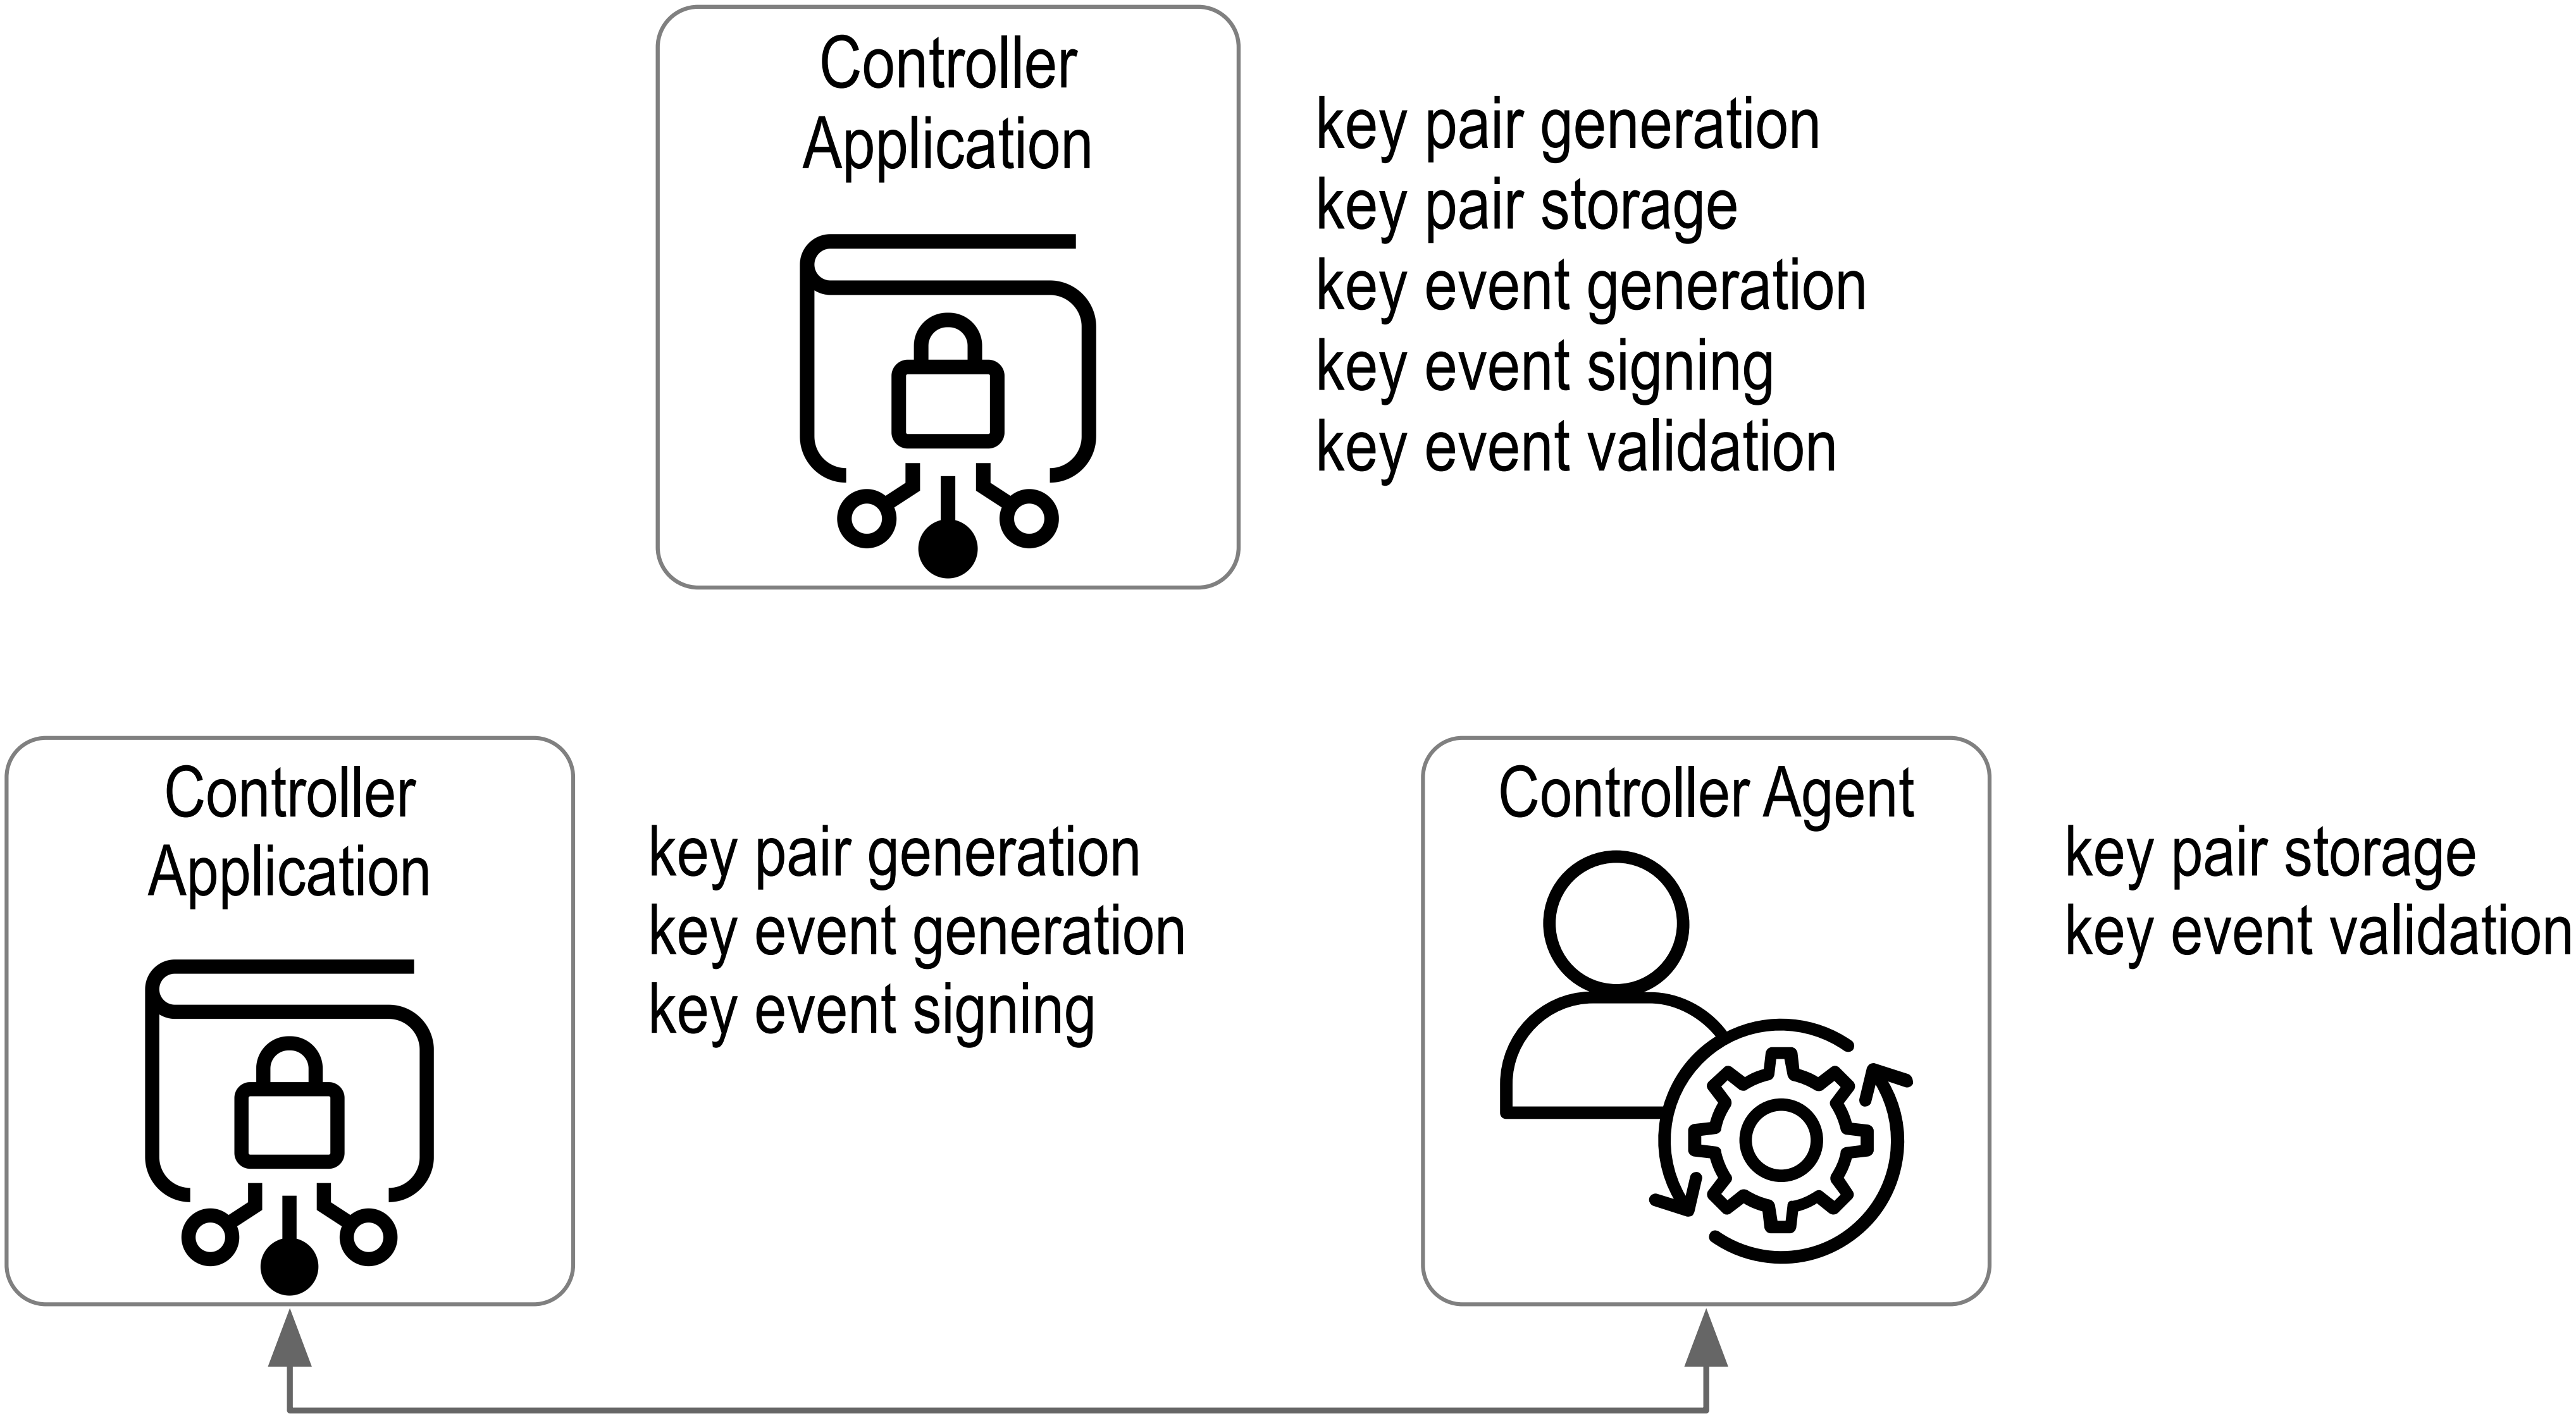 Controller
Application
key pair generation
key pair storage
key event generation
key event signing
key event validation
Controller
Application
key pair generation
key event generation
key event signing
Controller Agent
key pair storage
key event validation